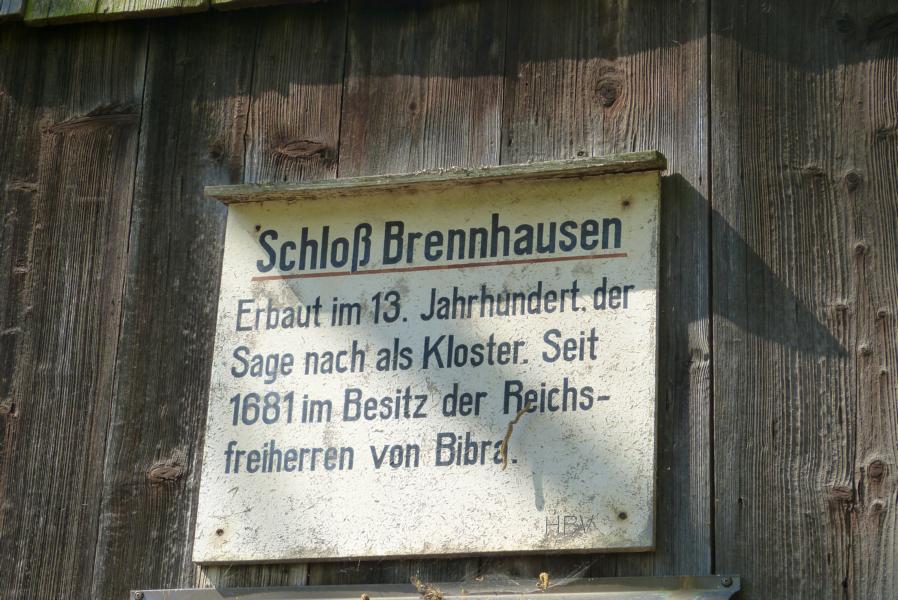 Schloß Brennhausen
Erbaut im 13. Jahrhundert, der
Sage nach als Kloster. Seit
1681 im Besitz der Reichs-
freiherren von Bibra.
HBV